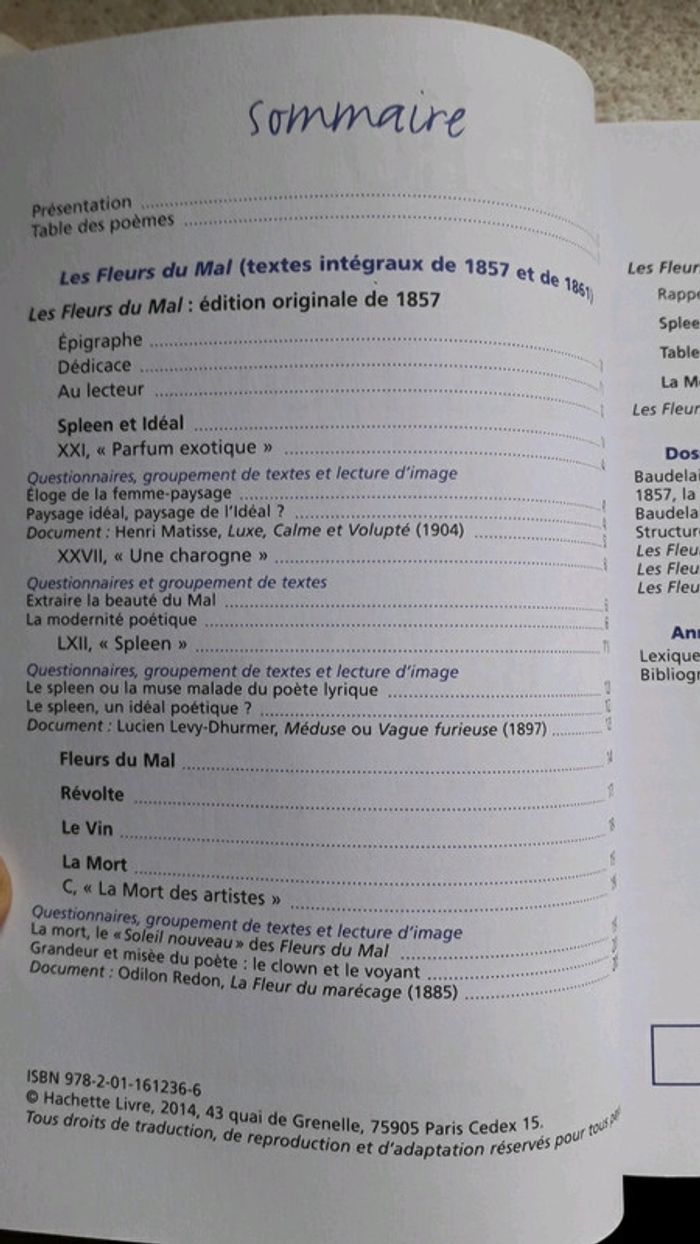 Sommaire
Présentation
Table des poèmes
Les Fleurs du Mal (textes intégraux de 1857 et de 1861)
Les Fleurs du Mal : édition originale de 1857
Épigraphe
Dédicace
Au lecteur
Spleen et Idéal
XXI, « Parfum exotique »
Questionnaires, groupement de textes et lecture d'image
Éloge de la femme-paysage
Paysage idéal, paysage de l'Idéal ?
Document : Henri Matisse, Luxe, Calme et Volupté (1904)
XXVII, « Une charogne »
Questionnaires et groupement de textes
Extraire la beauté du Mal
La modernité poétique
LXII, « Spleen »
Questionnaires, groupement de textes et lecture d'image
Le spleen ou la muse malade du poète lyrique
Le spleen, un idéal poétique ?
Document : Lucien Levy-Dhurmer, Méduse ou Vague furieuse (1897)
Fleurs du Mal
Révolte
Le Vin
La Mort
C, « La Mort des artistes »
Questionnaires, groupement de textes et lecture d'image
La mort, le « Soleil nouveau » des Fleurs du Mal
Grandeur et misèe du poète : le clown et le voyant
Document : Odilon Redon, La Fleur du marécage (1885)
ISBN 978-2-01-161236-6
© Hachette Livre, 2014, 43 quai de Grenelle, 75905 Paris Cedex 15.
Tous droits de traduction, de reproduction et d'adaptation réservés pour tous
Les Fleur
Rappe
Splee
Table
La M
Les Fleur
Dos
Baudelai
1857, la
Baudela
Structur
Les Fleu
Les Fleu
Les Fleu
Ann
Lexique
Bibliogr